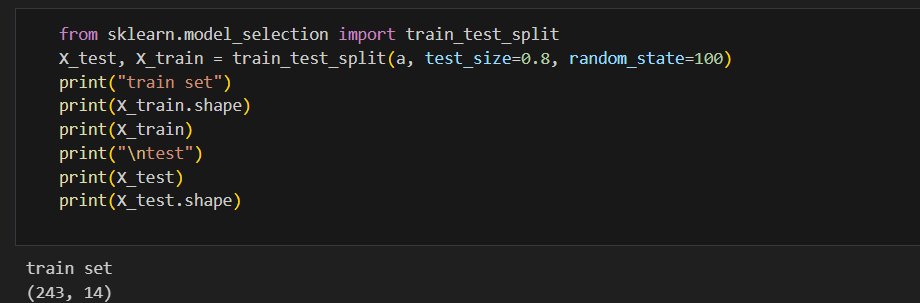 from sklearn.model_selection import train_test_split
X_test, X_train = train_test_split(a, test_size=0.8, random_state=100)
print("train set")
print(X_train.shape)
print(X_train)
print("\ntest")
print(X_test)
print(X_test.shape)
train set
(243, 14)